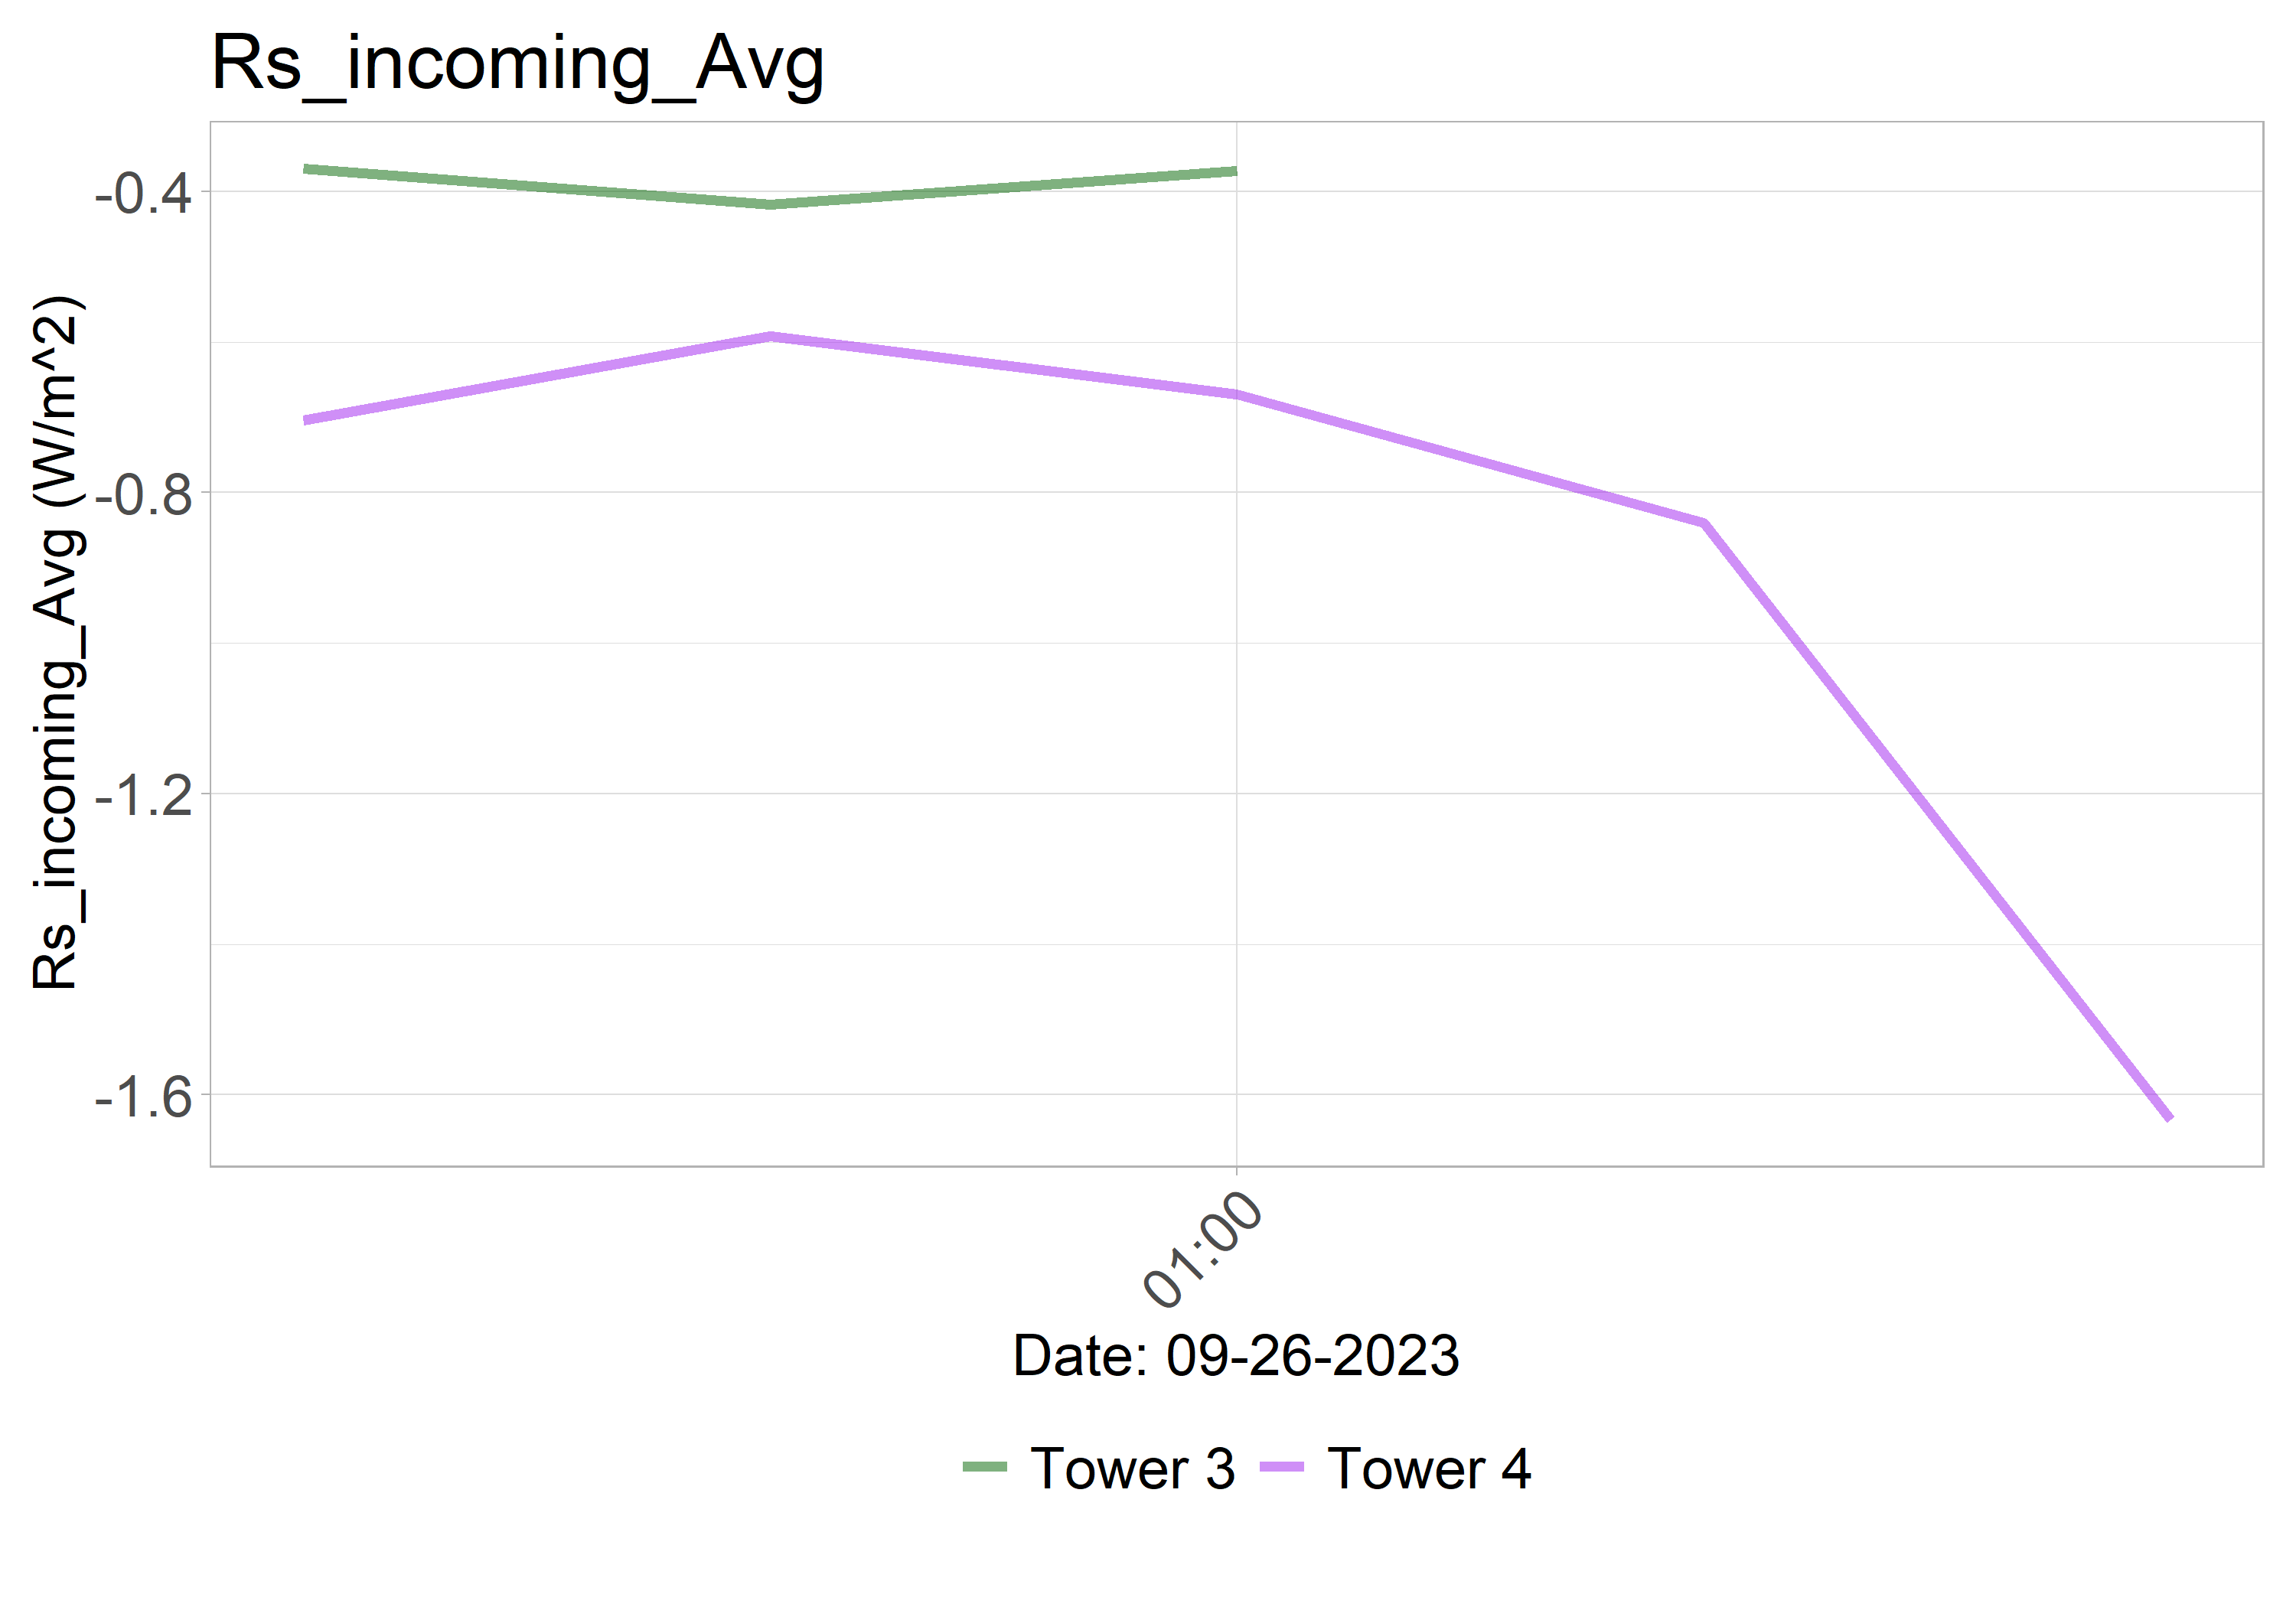 Rs_incoming_Avg
Rs_incoming_Avg (W/m^2)
-0.4
-0.8
-1.2
-1.6
01:00
Date: 09-26-2023
Tower 3 Tower 4